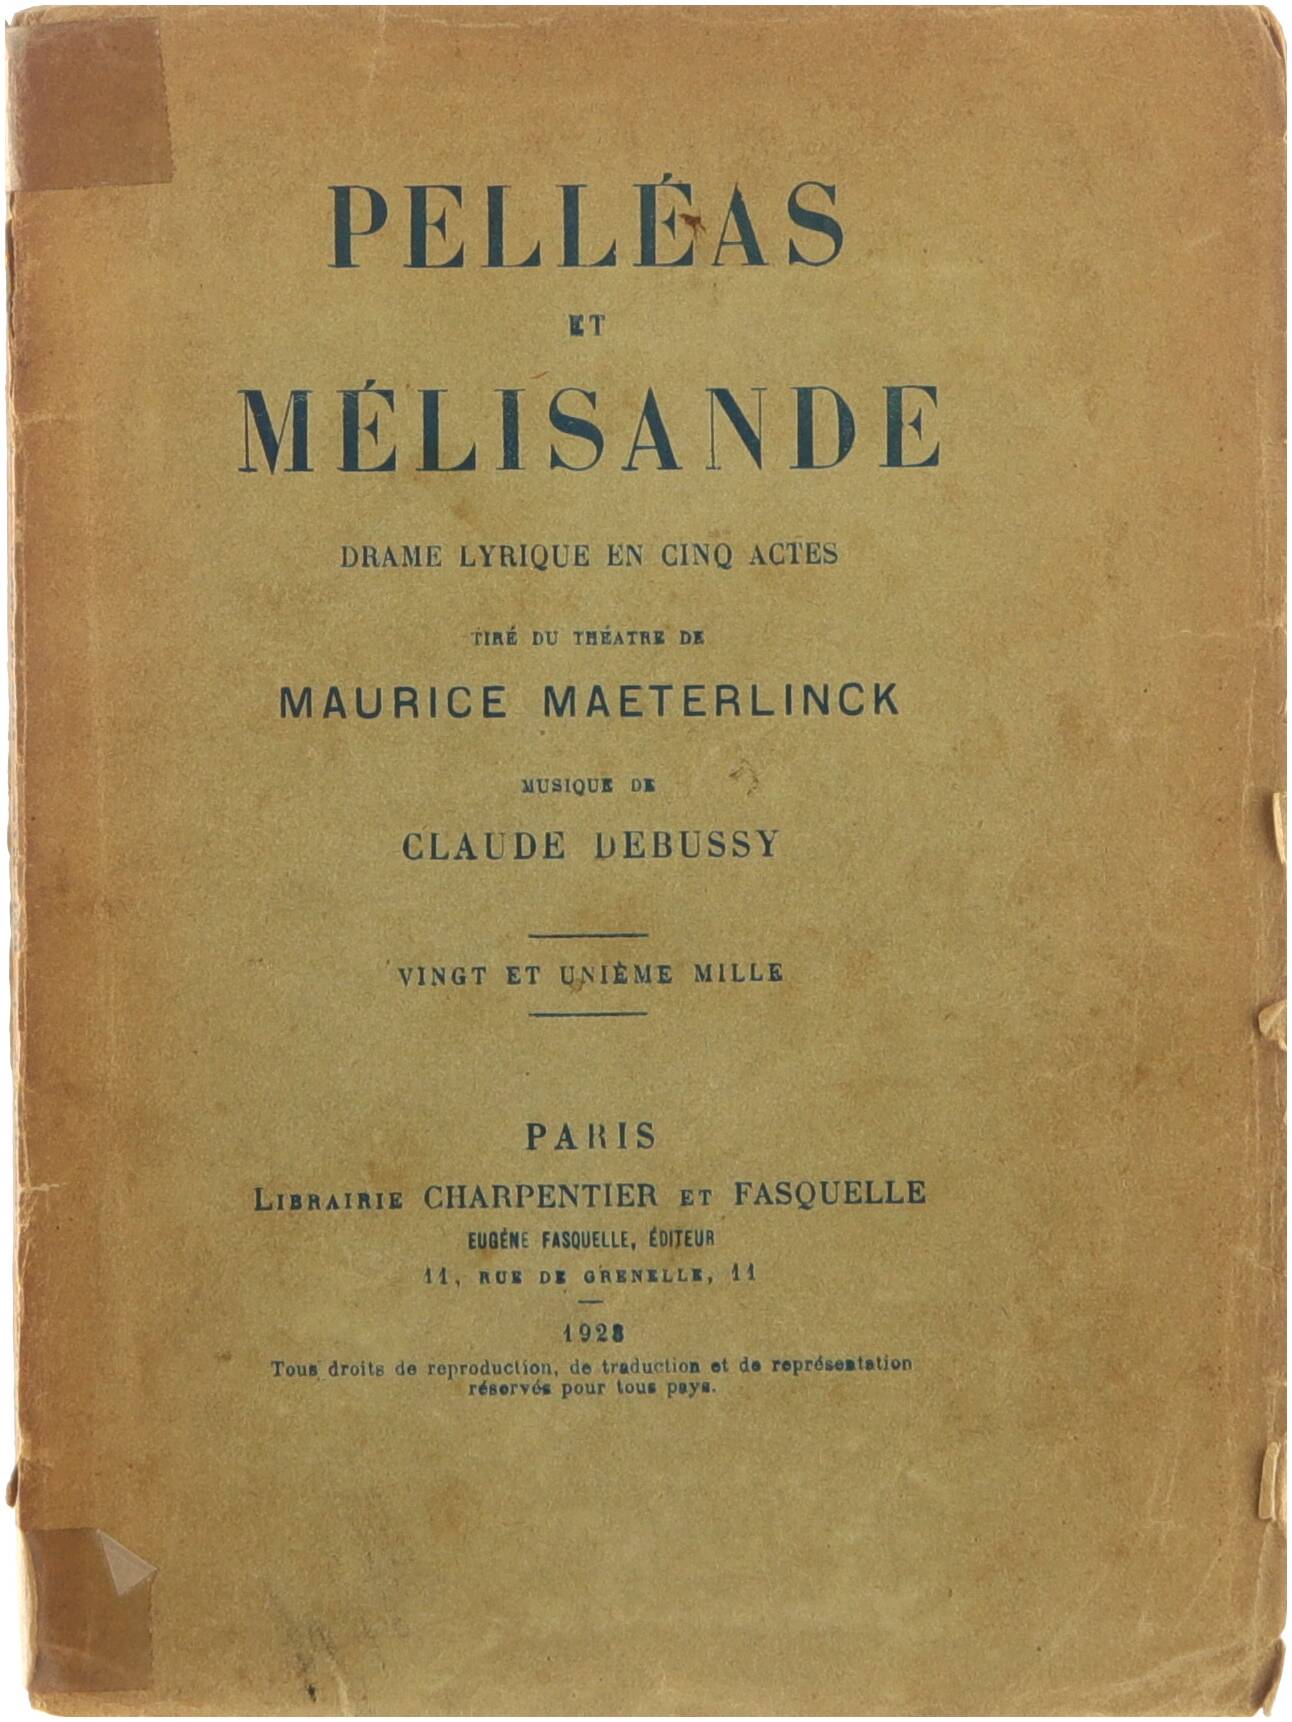 PELLÉAS
ET
MÉLISANDE
DRAME LYRIQUE EN CINQ ACTES
TIRÉ DU THÉATRE DE
MAURICE MAETERLINCK
MUSIQUE DE
CLAUDE DEBUSSY
VINGT ET UNIÈME MILLE
PARIS
LIBRAIRIE CHARPENTIER ET FASQUELLE
EUGÈNE FASQUELLE, ÉDITEUR
11, RUE DE GRENELLE, 11
1928
Tous droits de reproduction, de traduction et de représentation
réservés pour tous pays.